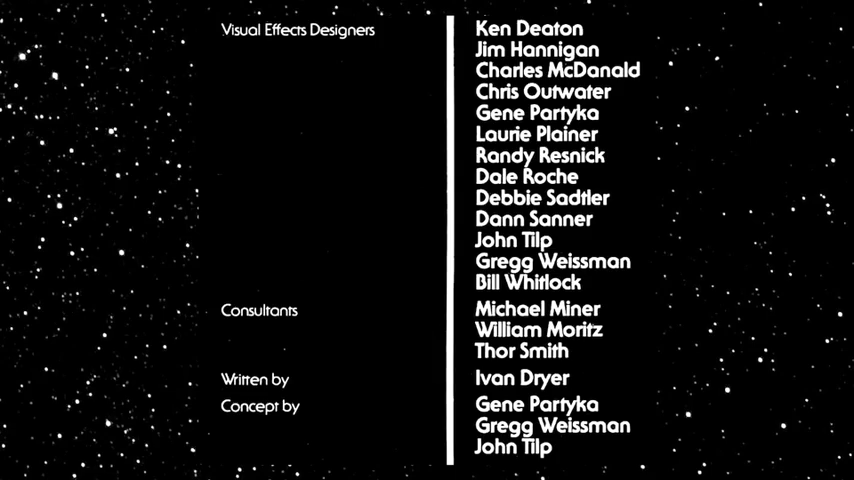 Visual Effects Designers Ken Deaton
Jim Hannigan
Charles McDanald
Chris Outwater
Gene Partyka
Laurie Plainer
Randy Resnick
Dale Roche
Debbie Sadtler
Dann Sanner
John Tilp
Gregg Weissman
Bill Whitlock
Consultants Michael Miner
William Moritz
Thor Smith
Written by Ivan Dryer
Concept by Gene Partyka
Gregg Weissman
John Tilp